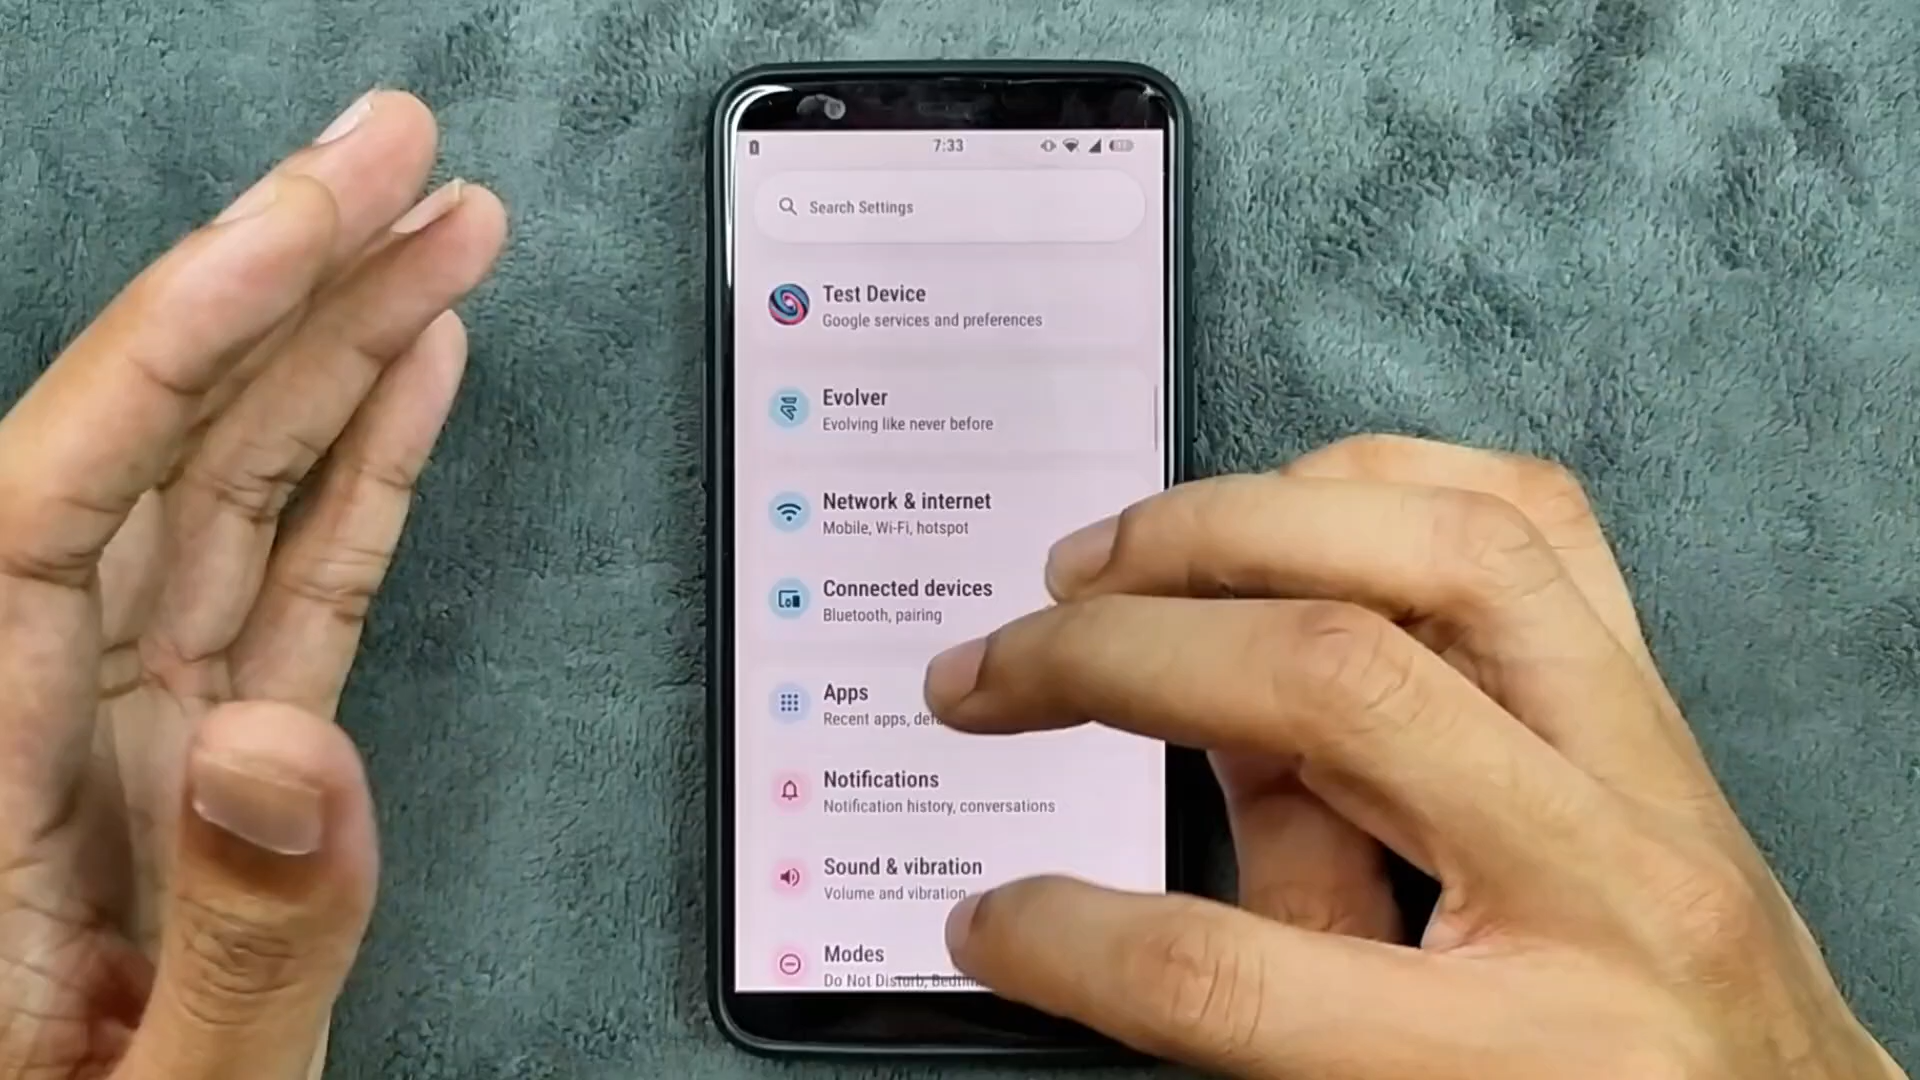 7:33
Search Settings
Test Device
Google services and preferences
Evolver
Evolving like never before
Network & internet
Mobile, Wi-Fi, hotspot
Connected devices
Bluetooth, pairing
Apps
Recent apps,
Notifications
Notification history, conversations
Sound & vibration
Volume and vibration
Modes
Do Not Disturb,